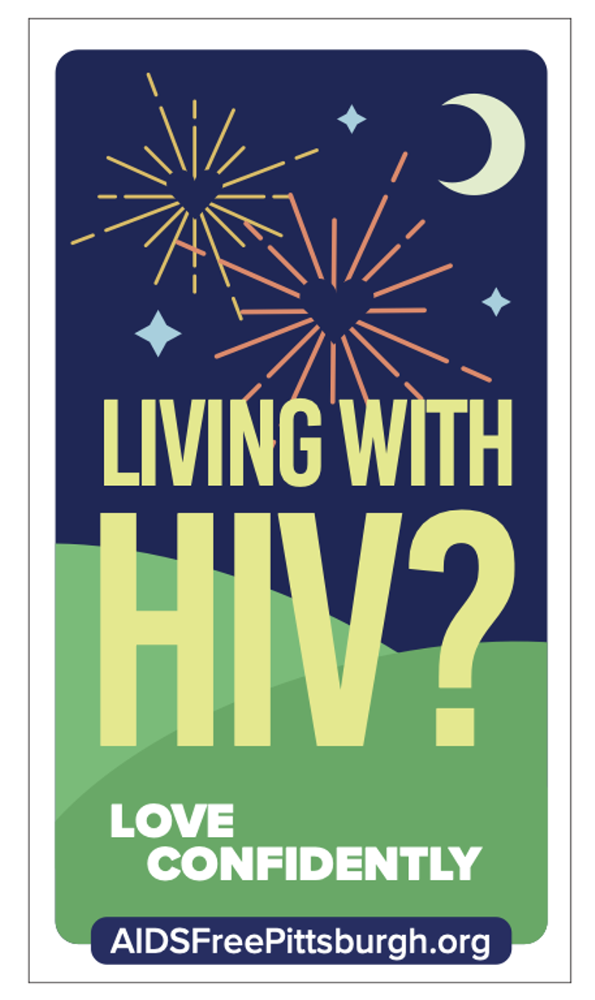 LIVING WITH
HIV?
LOVE
CONFIDENTLY
AIDSFreePittsburgh.org